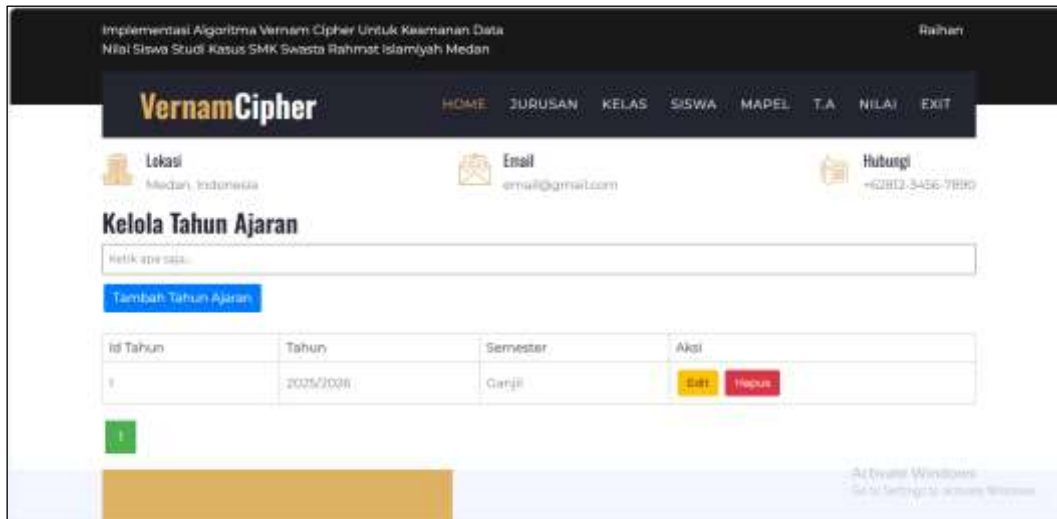 Implementasi Algoritma Vernam Cipher Untuk Keamanan Data
Nilai Siswa Studi Kasus SMK Swasta Rahmat Islamiyah Medan
Raihan
VernamCipher
HOME JURUSAN KELAS SISWA MAPEL T.A NILAI EXIT
Lokasi
Medan, Indonesia
Email
email@gmail.com
Hubungi
+62812-3456-7890
Kelola Tahun Ajaran
Ketik apa saja..
Tambah Tahun Ajaran
Id Tahun Tahun Semester Aksi
1 2025/2026 Ganjil Edit Hapus
1
Activate Windows
Go to Settings to activate Windows.